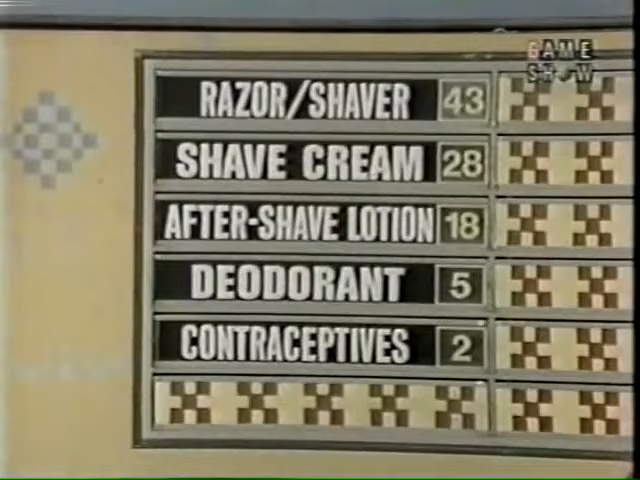 GAME
SHOW
RAZOR/SHAVER 43
SHAVE CREAM 28
AFTER-SHAVE LOTION 18
DEODORANT 5
CONTRACEPTIVES 2